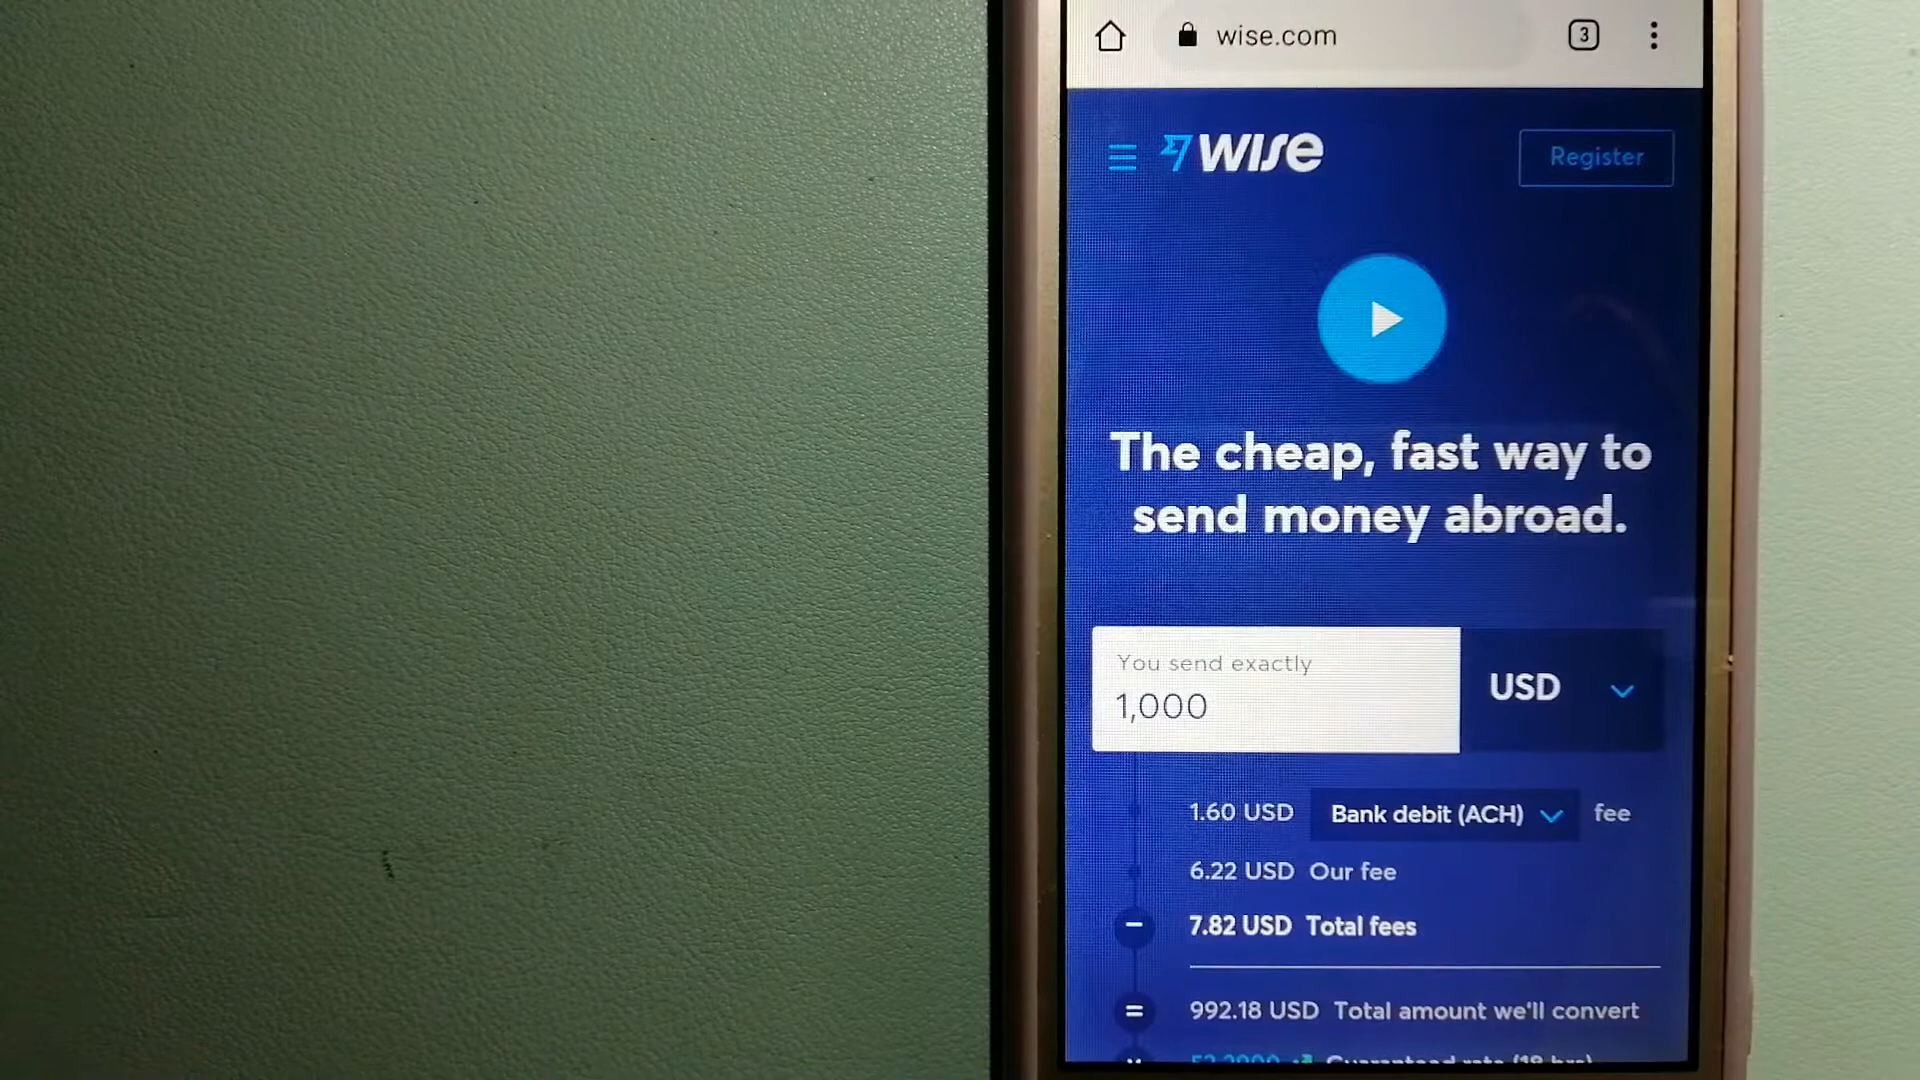 wise.com
3
wise
Register
The cheap, fast way to
send money abroad.
You send exactly
1,000
USD
1.60 USD Bank debit (ACH) fee
6.22 USD Our fee
7.82 USD Total fees
992.18 USD Total amount we'll convert
Guaranteed rate